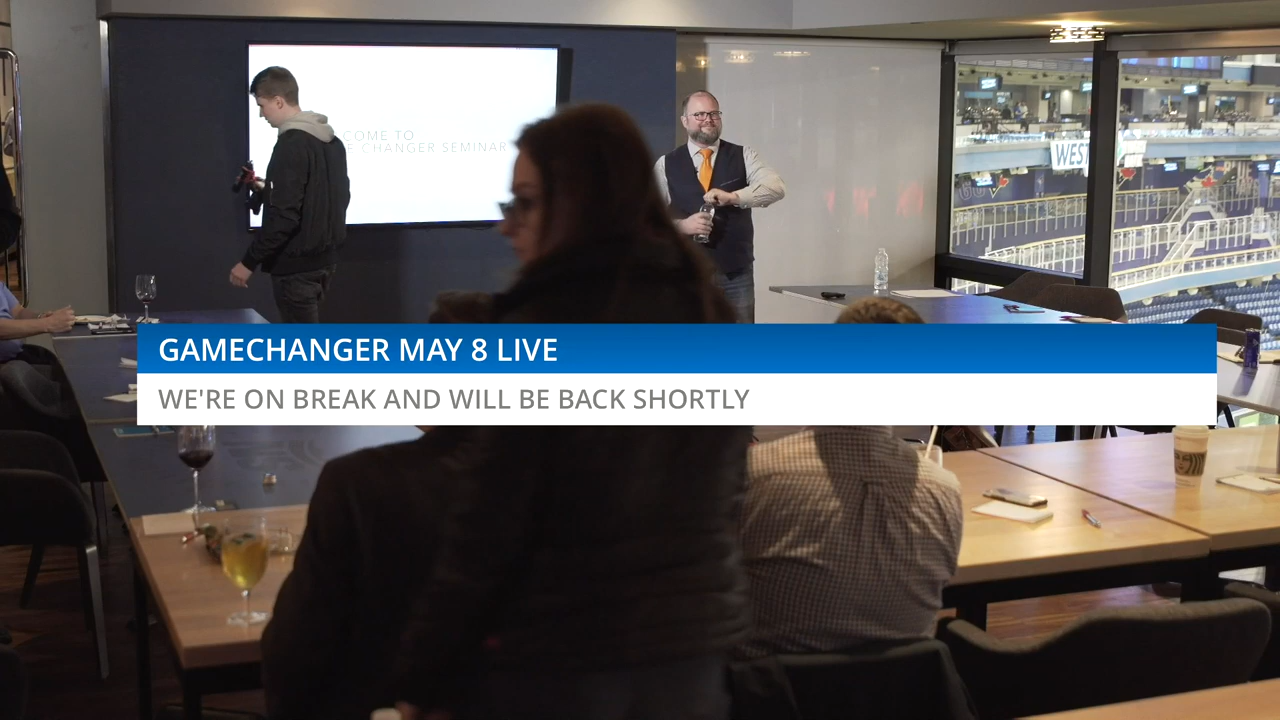 COME TO
CHANGER SEMINAR
WEST
GAMECHANGER MAY 8 LIVE
WE'RE ON BREAK AND WILL BE BACK SHORTLY